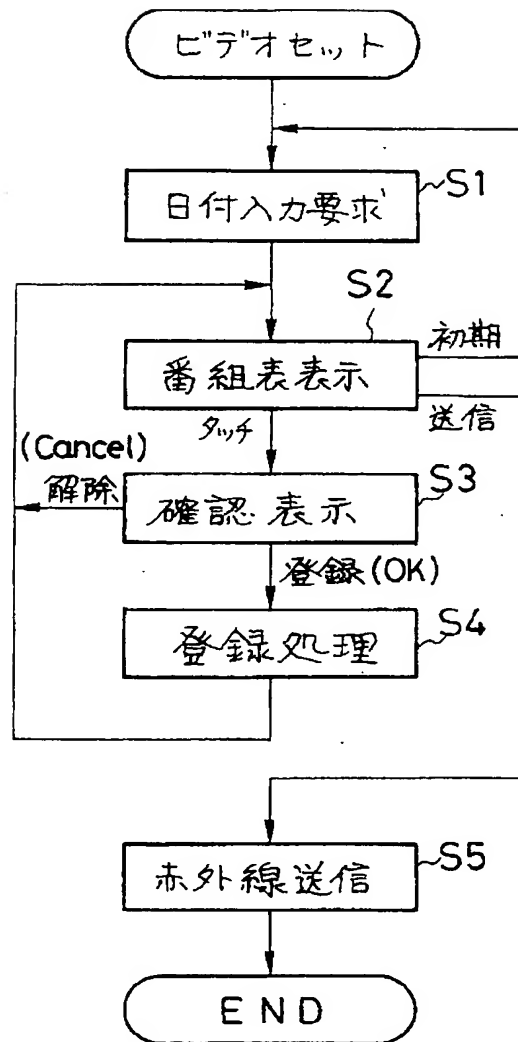 ビデオセット
日付入力要求
S1
S2
番組表表示
初期
送信
タッチ
(Cancel)
解除
確認表示
S3
登録(OK)
登録処理
S4
赤外線送信
S5
END